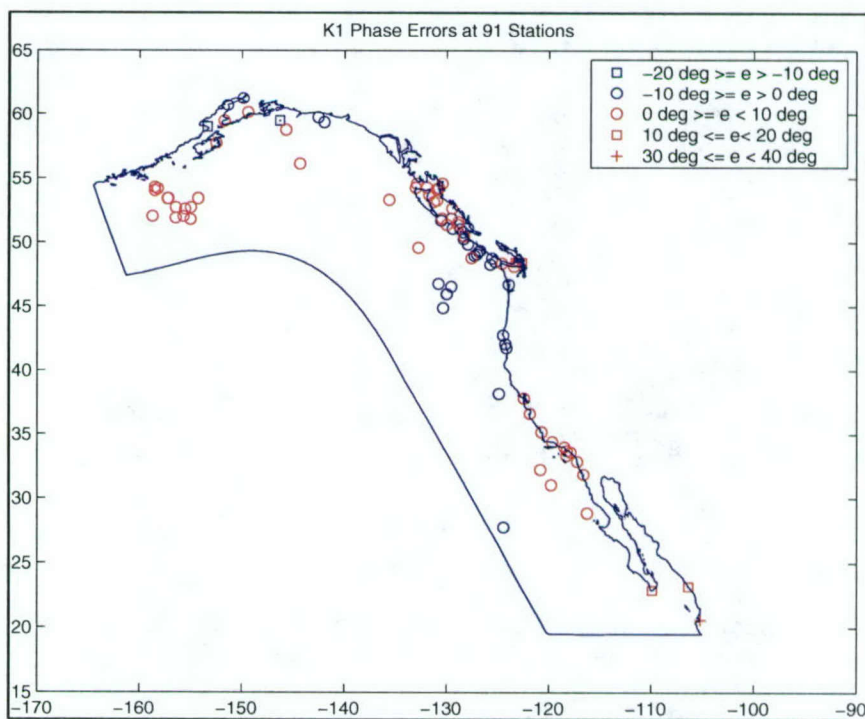 K1 Phase Errors at 91 Stations
−20 deg >= e > −10 deg
−10 deg >= e > 0 deg
0 deg >= e < 10 deg
10 deg <= e< 20 deg
30 deg <= e < 40 deg
65
60
55
50
45
40
35
30
25
20
15
−170 −160 −150 −140 −130 −120 −110 −100 −90